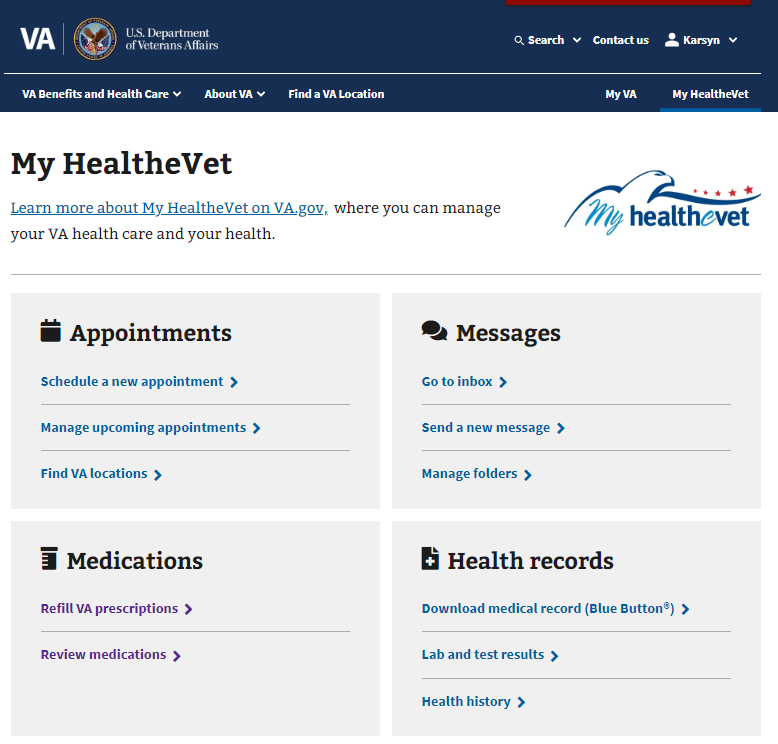 VA
U.S. Department
of Veterans Affairs
Search
Contact us
Karsyn
VA Benefits and Health Care
About VA
Find a VA Location
My VA
My HealtheVet
My HealtheVet
Learn more about My HealtheVet on VA.gov, where you can manage
your VA health care and your health.
My healthevet
Appointments
Schedule a new appointment
Manage upcoming appointments
Find VA locations
Messages
Go to inbox
Send a new message
Manage folders
Medications
Refill VA prescriptions
Review medications
Health records
Download medical record (Blue Button®)
Lab and test results
Health history